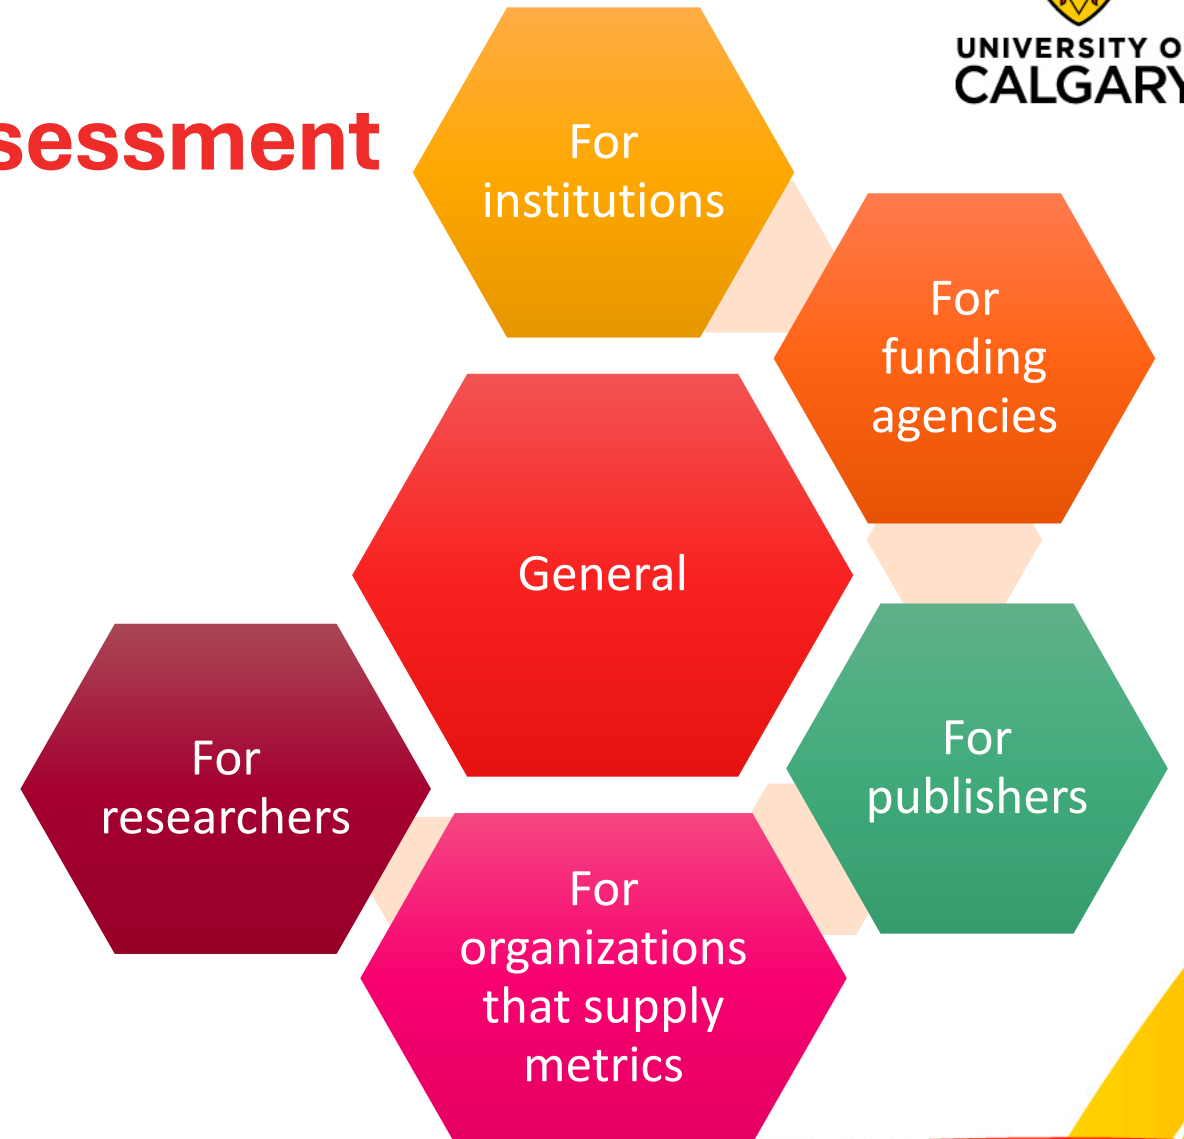 UNIVERSITY O
CALGARY
sessment
For
institutions
For
funding
agencies
General
For
publishers
For
researchers
For
organizations
that supply
metrics